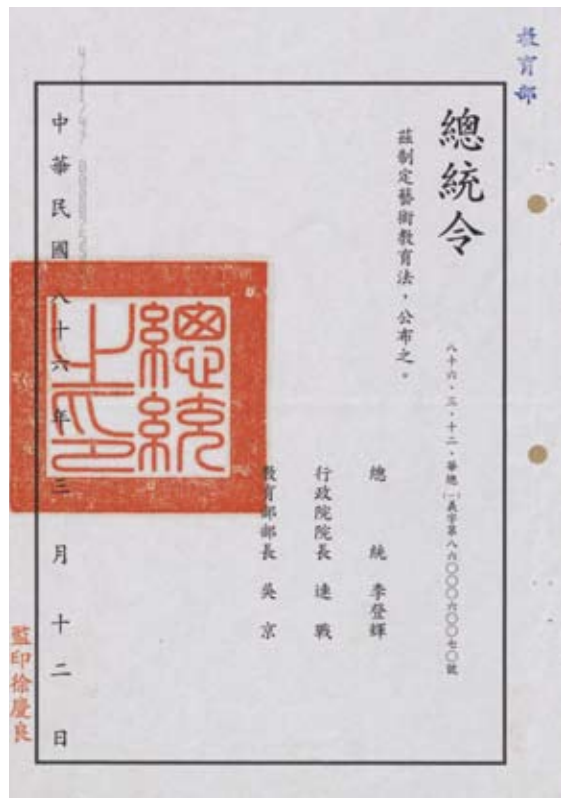 教育部
總統令
八十六、三、十二、華總(一)義字第八六〇〇〇六〇〇七〇號
茲制定藝術教育法,公布之。
總統 李登輝
行政院院長 連戰
教育部部長 吳京
中華民國八十六年三月十二日
總統之印
監印徐慶良